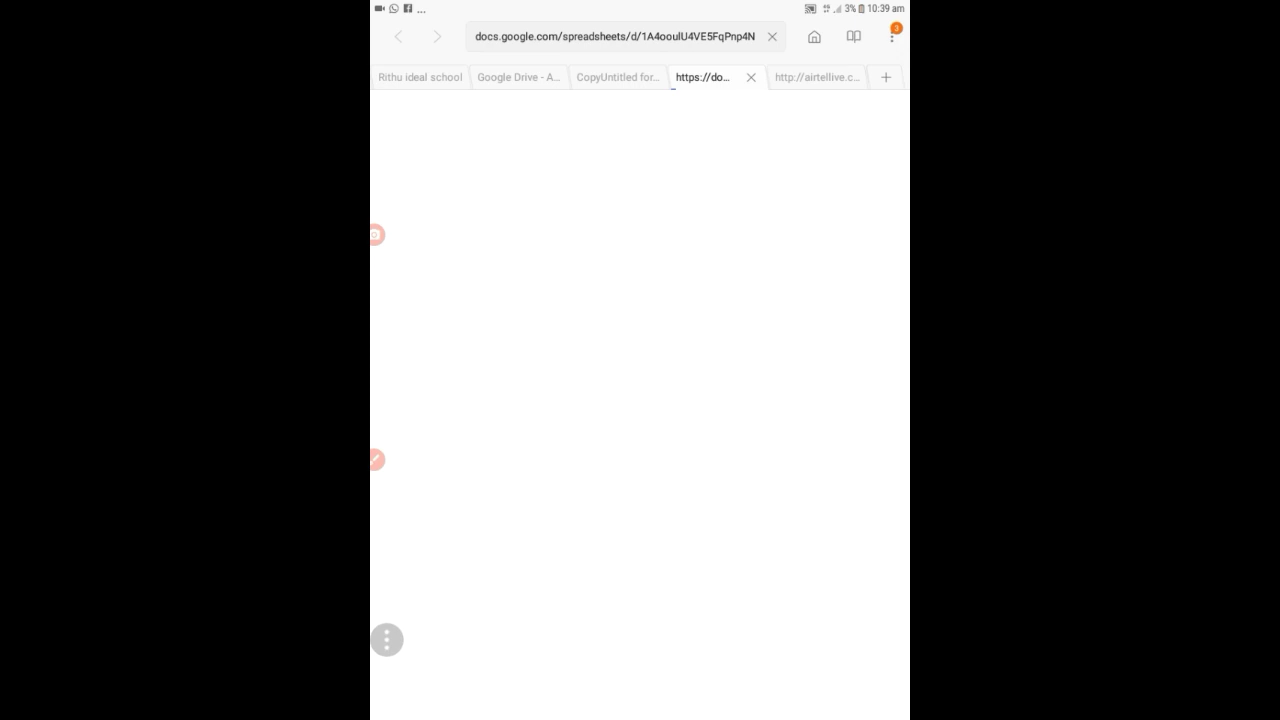 ... 3% 10:39 am
docs.google.com/spreadsheets/d/1A4ooulU4VE5FqPnp4N 3
Rithu ideal school Google Drive - A... CopyUntitled for... https://do... http://airtellive.c...